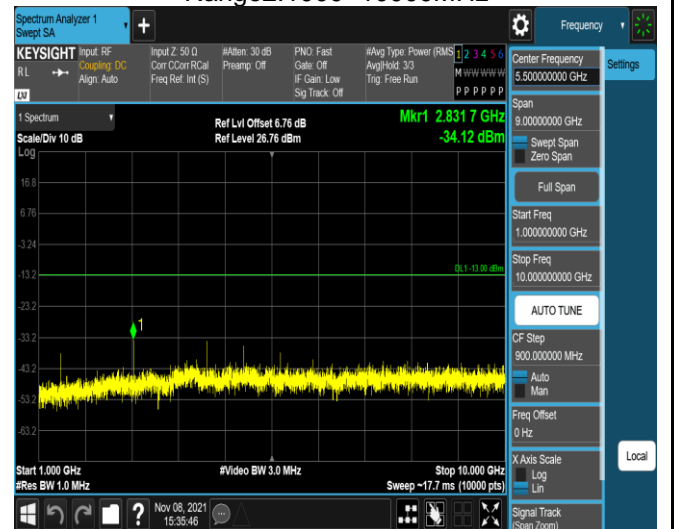 Range2:1000~10000MHz
Spectrum Analyzer 1
Swept SA
+
Frequency
KEYSIGHT
RL
LXI
Input: RF
Coupling: DC
Align: Auto
Input Z: 50 Ω
Corr CCorr RCal
Freq Ref: Int (S)
#Atten: 30 dB
Preamp: Off
PNO: Fast
Gate: Off
IF Gain: Low
Sig Track: Off
#Avg Type: Power (RMS
Avg|Hold: 3/3
Trig: Free Run
1 2 3 4 5 6
M W W W W W
P P P P P P
1 Spectrum
Scale/Div 10 dB
Log
Ref Lvl Offset 6.76 dB
Ref Level 26.76 dBm
Mkr1 2.831 7 GHz
-34.12 dBm
16.8
6.76
-3.24
-13.2
-23.2
-33.2
-43.2
-53.2
-63.2
DL1 -13.00 dBm
1
Start 1.000 GHz
#Res BW 1.0 MHz
#Video BW 3.0 MHz
Stop 10.000 GHz
Sweep ~17.7 ms (10000 pts)
Nov 08, 2021
15:35:46
Center Frequency
5.500000000 GHz
Settings
Span
9.00000000 GHz
Swept Span
Zero Span
Full Span
Start Freq
1.000000000 GHz
Stop Freq
10.000000000 GHz
AUTO TUNE
CF Step
900.000000 MHz
Auto
Man
Freq Offset
0 Hz
X Axis Scale
Log
Lin
Local
Signal Track
(Span Zoom)